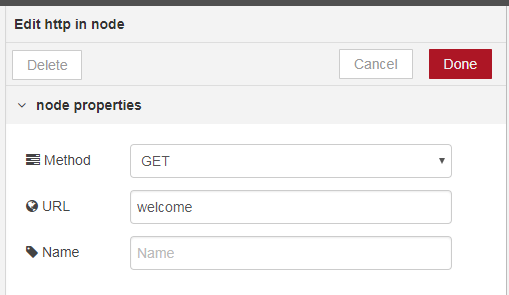 Edit http in node
Delete Cancel Done
node properties
Method GET
URL welcome
Name Name